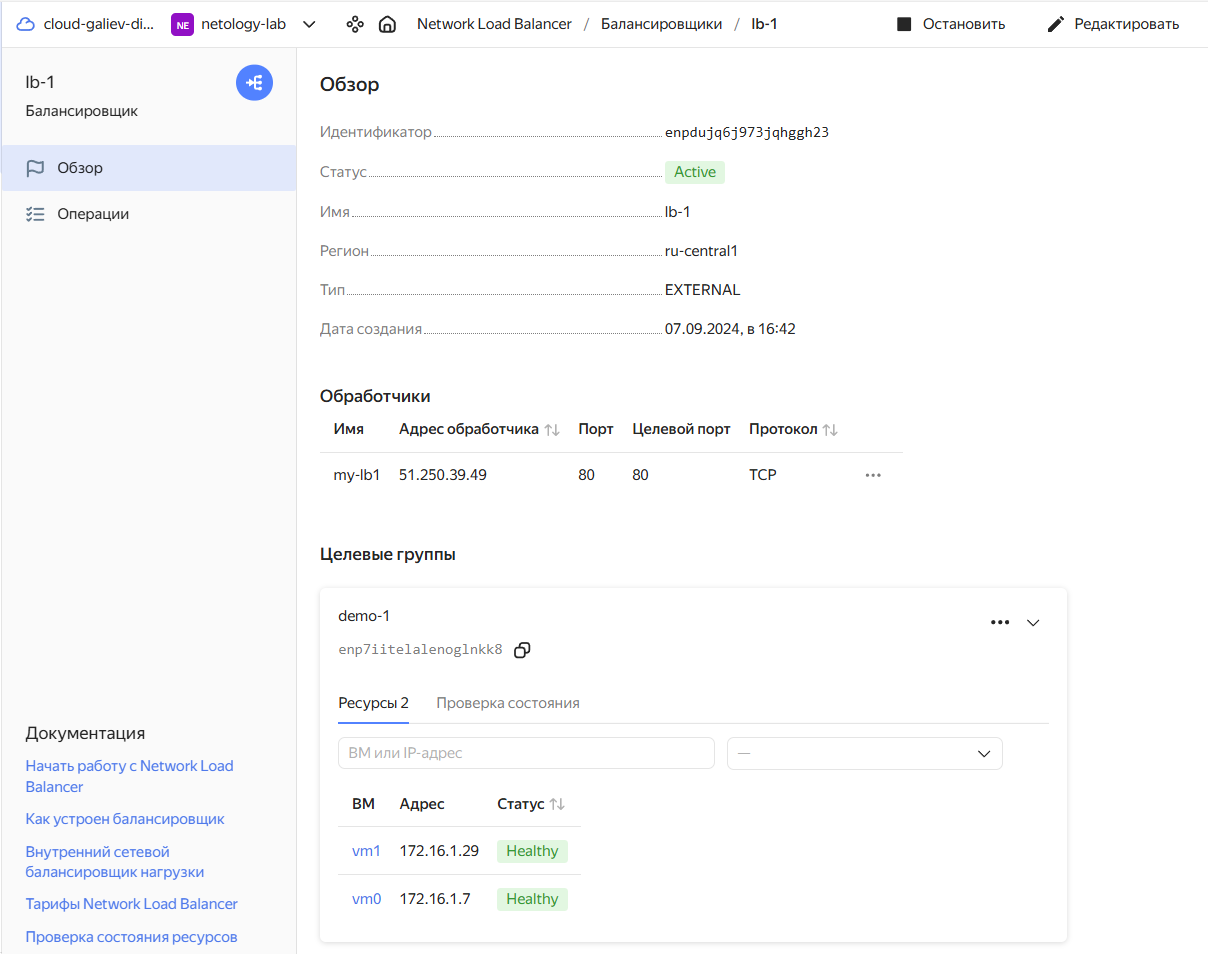 cloud-galiev-di... NE netology-lab Network Load Balancer / Балансировщики / lb-1 Остановить Редактировать
lb-1
Балансировщик
Обзор
Операции
Документация
Начать работу с Network Load
Balancer
Как устроен балансировщик
Внутренний сетевой
балансировщик нагрузки
Тарифы Network Load Balancer
Проверка состояния ресурсов
Обзор
Идентификатор enpdujq6j973jqhggh23
Статус Active
Имя lb-1
Регион ru-central1
Тип EXTERNAL
Дата создания 07.09.2024, в 16:42
Обработчики
Имя Адрес обработчика Порт Целевой порт Протокол
my-lb1 51.250.39.49 80 80 TCP
Целевые группы
demo-1
enp7iitelalenoglnkk8
Ресурсы 2 Проверка состояния
ВМ или IP-адрес —
ВМ Адрес Статус
vm1 172.16.1.29 Healthy
vm0 172.16.1.7 Healthy